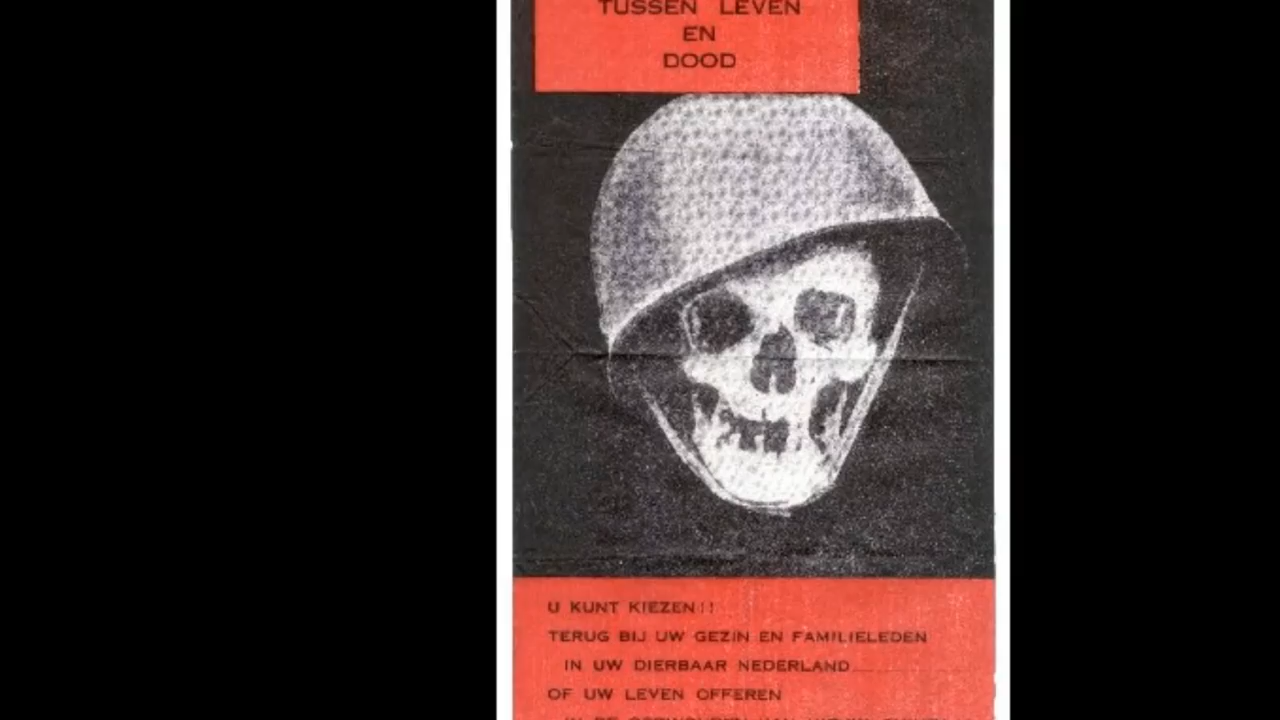 TUSSEN LEVEN
EN
DOOD
U KUNT KIEZEN!!
TERUG BIJ UW GEZIN EN FAMILIELEDEN
IN UW DIERBAAR NEDERLAND
OF UW LEVEN OFFEREN